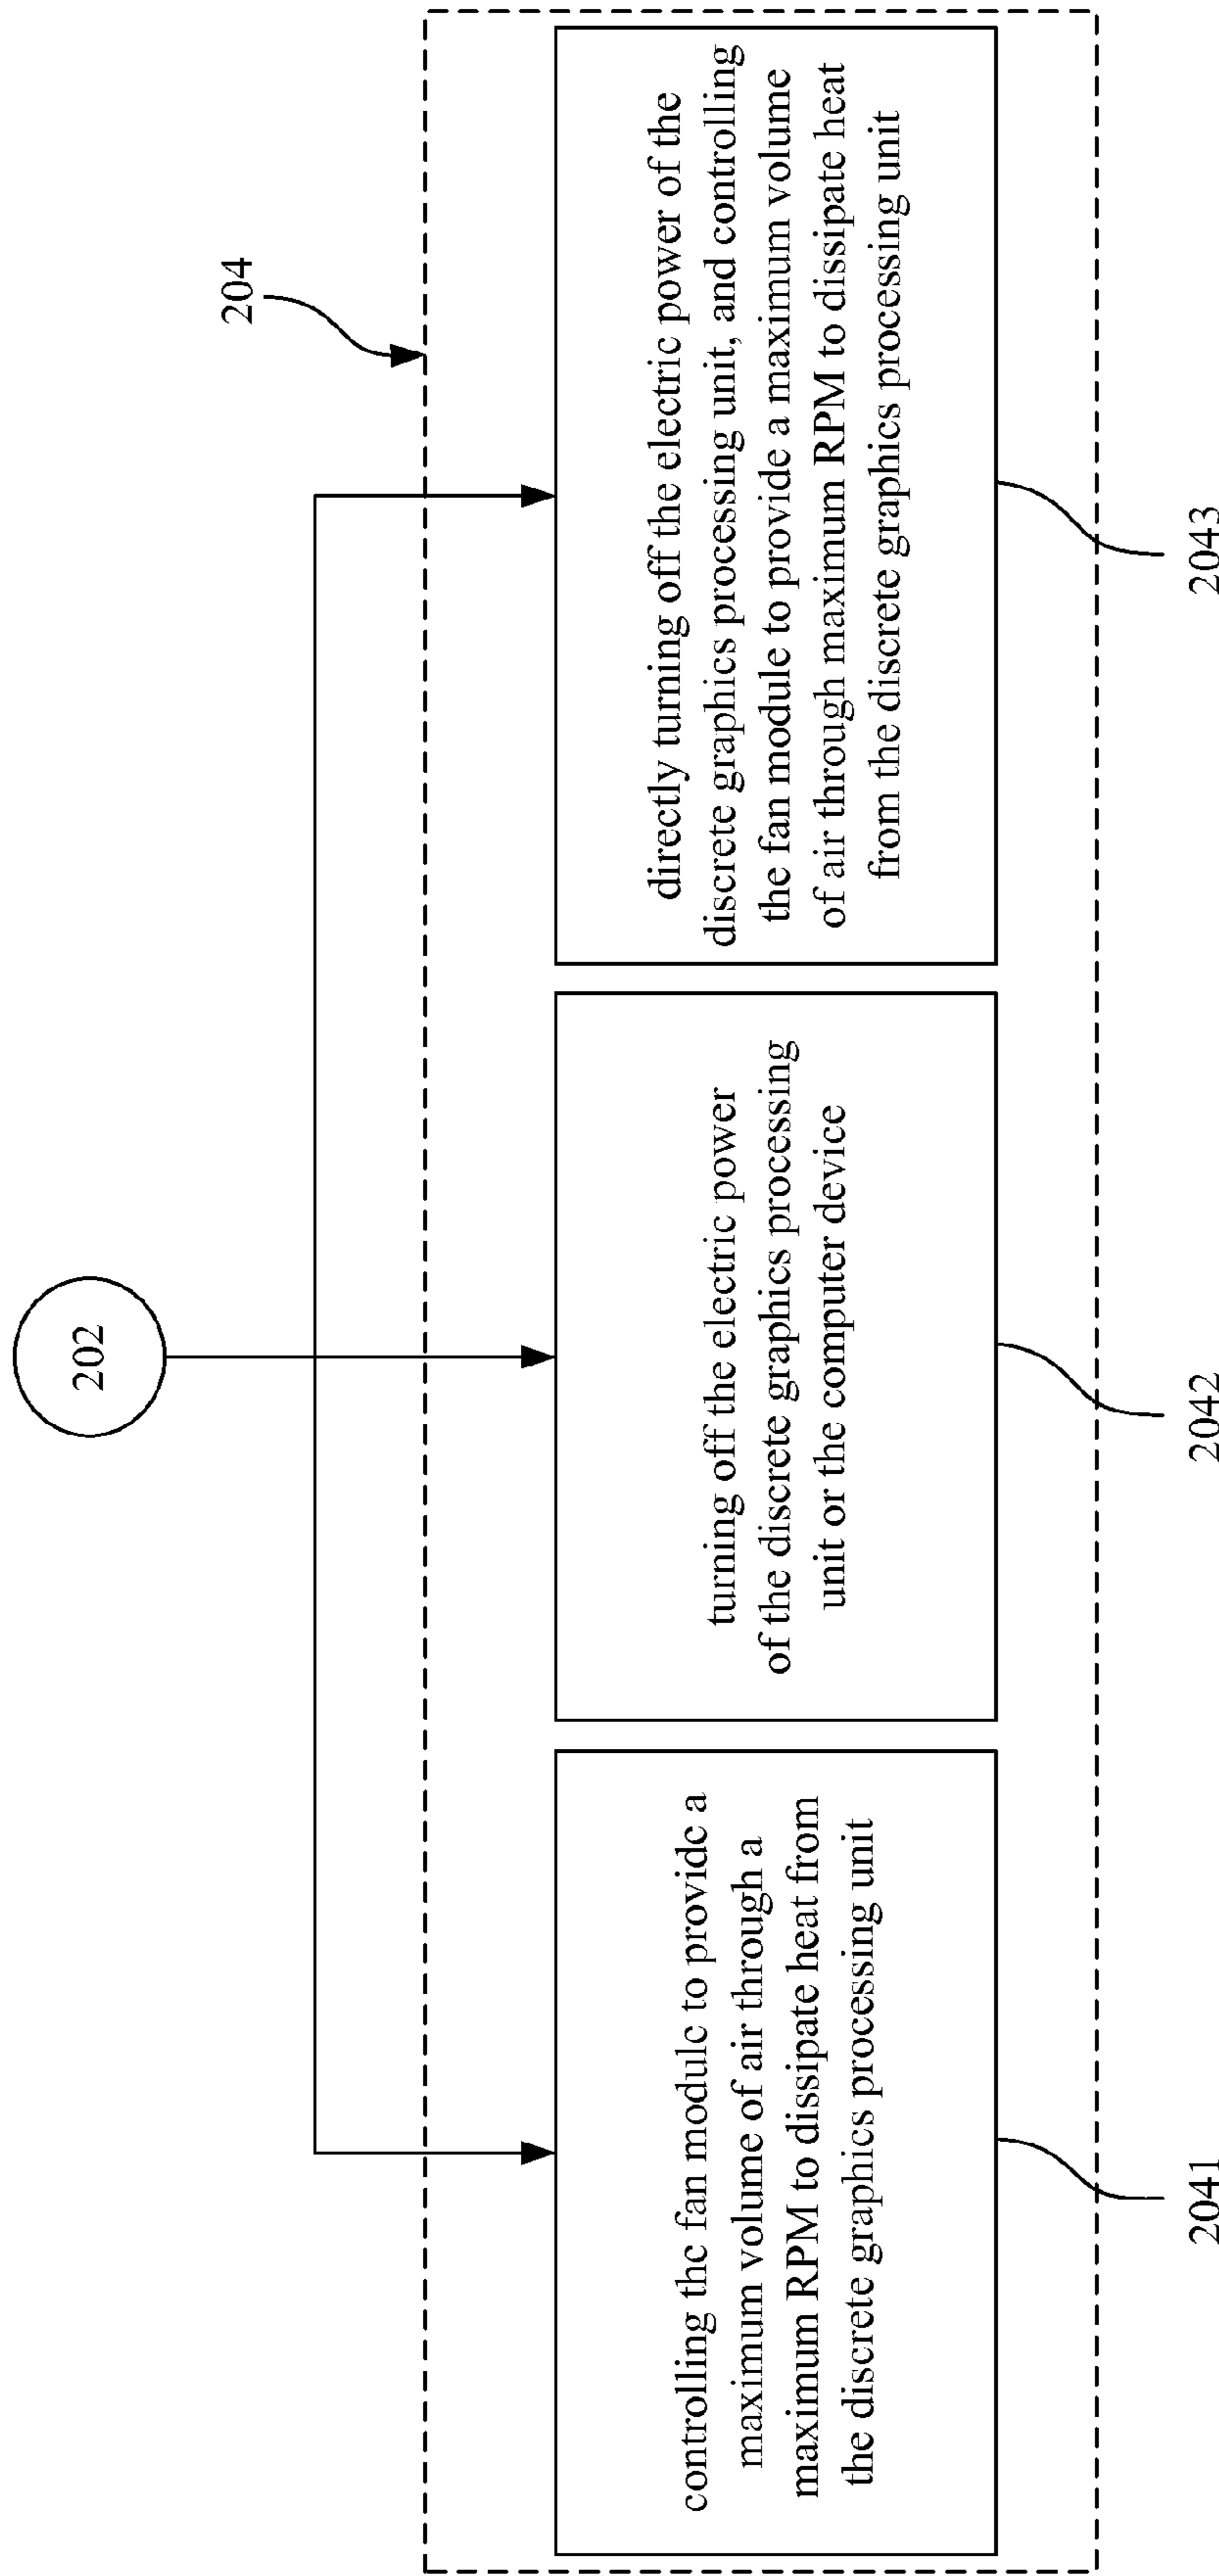 202
204
controlling the fan module to provide a
maximum volume of air through a
maximum RPM to dissipate heat from
the discrete graphics processing unit
2041
turning off the electric power
of the discrete graphics processing
unit or the computer device
2042
directly turning off the electric power of the
discrete graphics processing unit, and controlling
the fan module to provide a maximum volume
of air through maximum RPM to dissipate heat
from the discrete graphics processing unit
2043